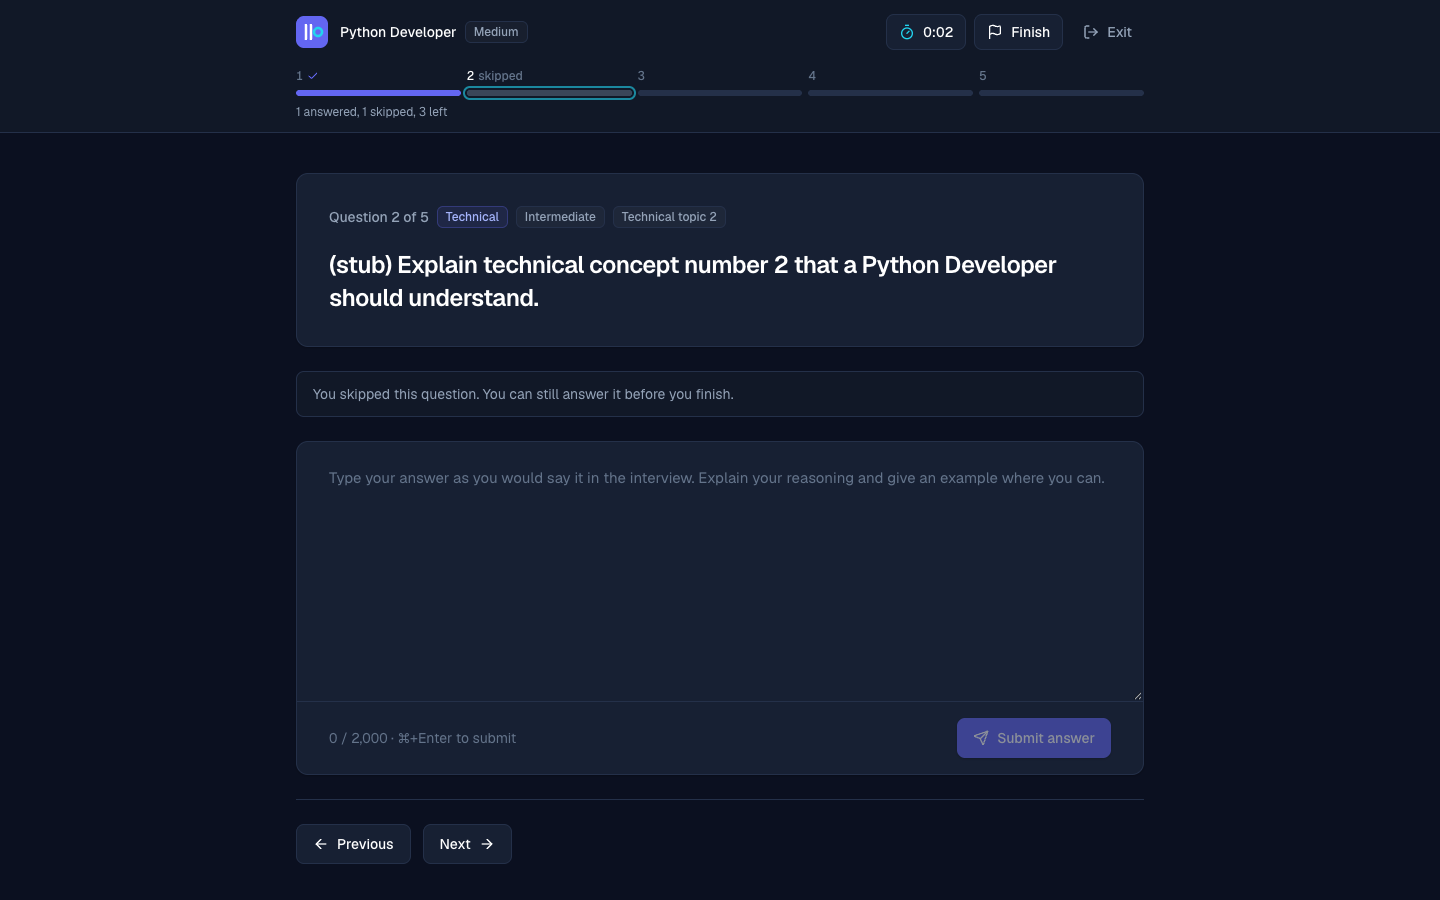 Python Developer Medium 0:02 Finish Exit
1 2 skipped 3 4 5
1 answered, 1 skipped, 3 left
Question 2 of 5 Technical Intermediate Technical topic 2
(stub) Explain technical concept number 2 that a Python Developer
should understand.
You skipped this question. You can still answer it before you finish.
Type your answer as you would say it in the interview. Explain your reasoning and give an example where you can.
0 / 2,000 · ⌘+Enter to submit Submit answer
Previous Next